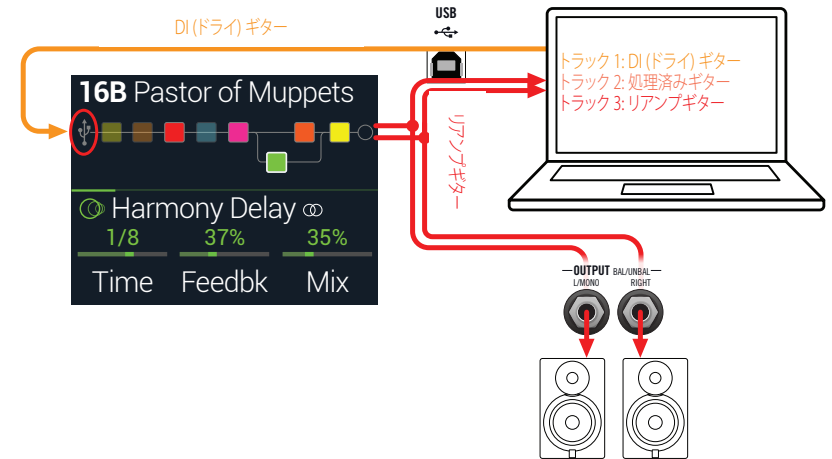 DI (ドライ) ギター
USB
トラック 1: DI (ドライ) ギター
トラック 2: 処理済みギター
トラック 3: リアンプギター
16B Pastor of Muppets
リアンプギター
Harmony Delay
1/8 37% 35%
Time Feedbk Mix
OUTPUT BAL/UNBAL
L/MONO RIGHT